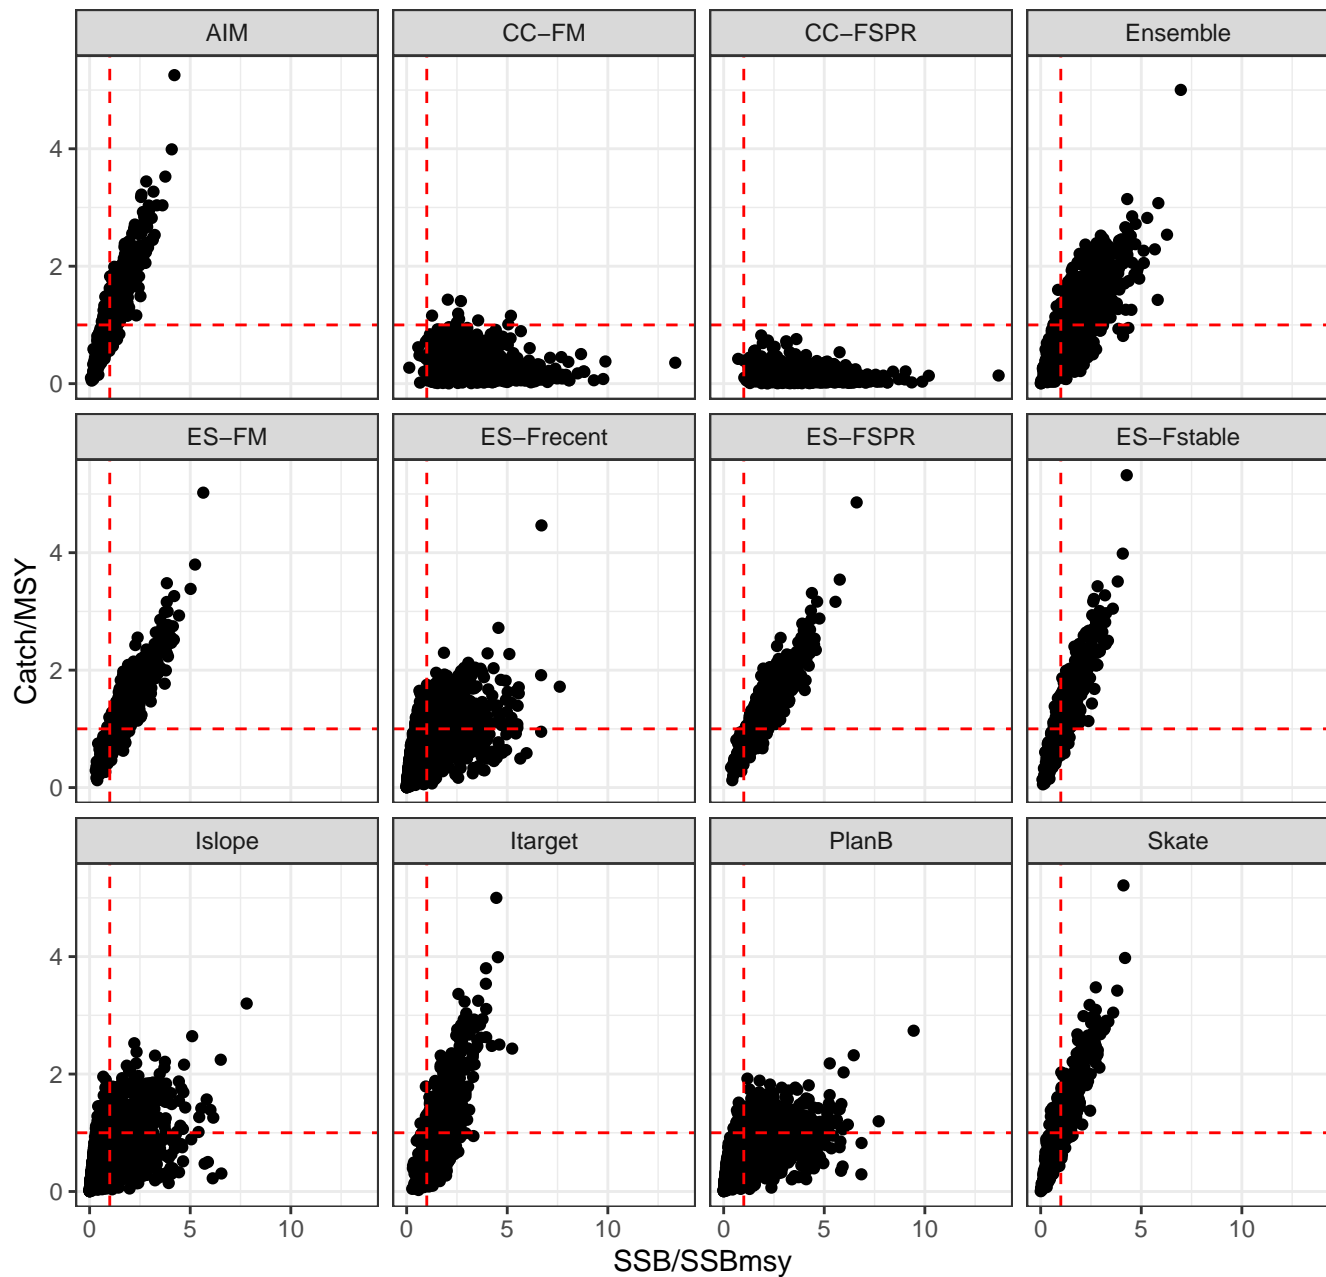 AIM CC−FM CC−FSPR Ensemble
4
2
0
ES−FM ES−Frecent ES−FSPR ES−Fstable
Catch/MSY
4
2
0
Islope Itarget PlanB Skate
4
2
0
0 5 10 0 5 10 0 5 10 0 5 10
SSB/SSBmsy